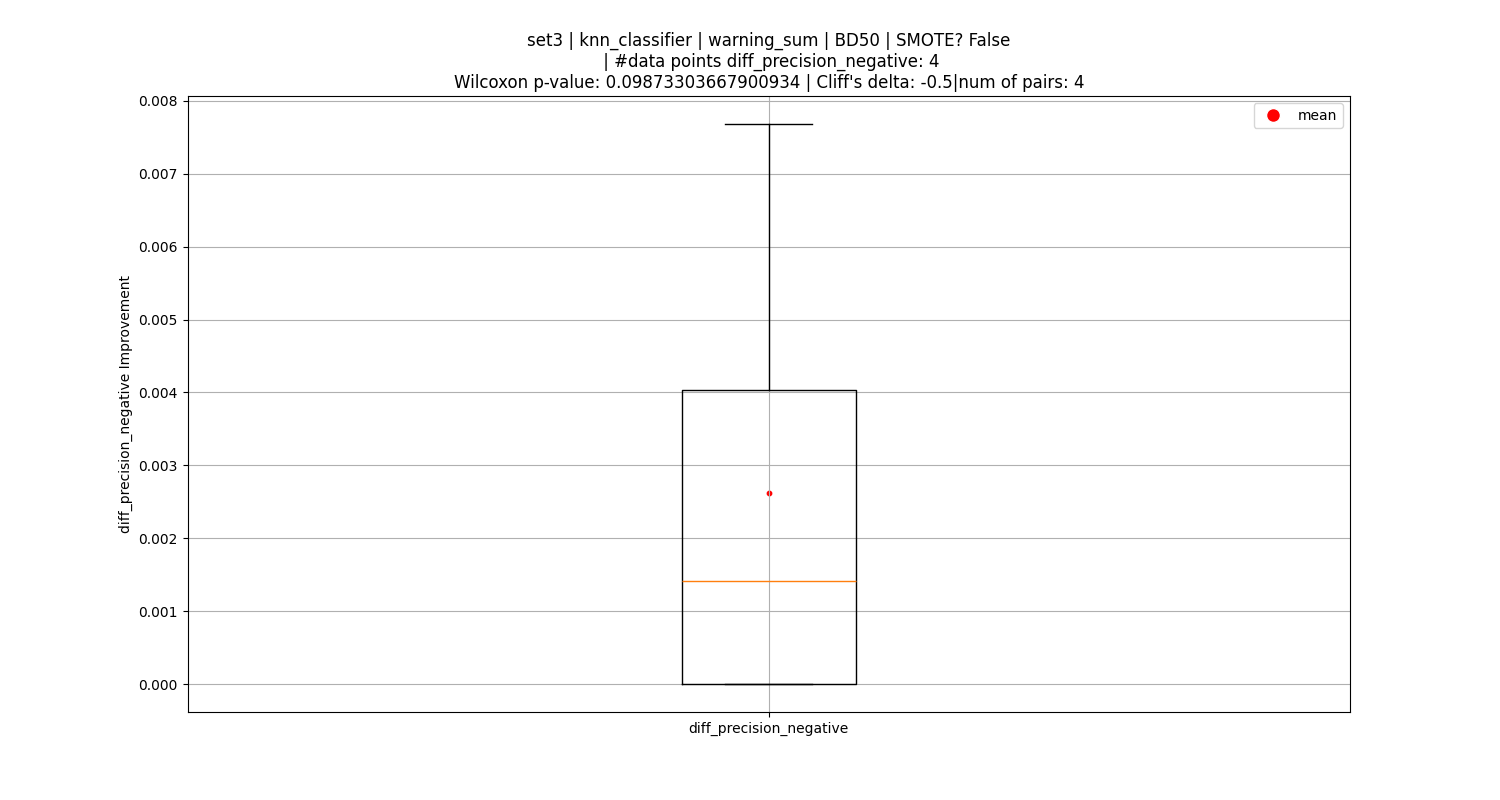 set3 | knn_classifier | warning_sum | BD50 | SMOTE? False
| #data points diff_precision_negative: 4
Wilcoxon p-value: 0.09873303667900934 | Cliff's delta: -0.5|num of pairs: 4
mean
0.008
0.007
0.006
0.005
0.004
0.003
0.002
0.001
0.000
diff_precision_negative Improvement
diff_precision_negative